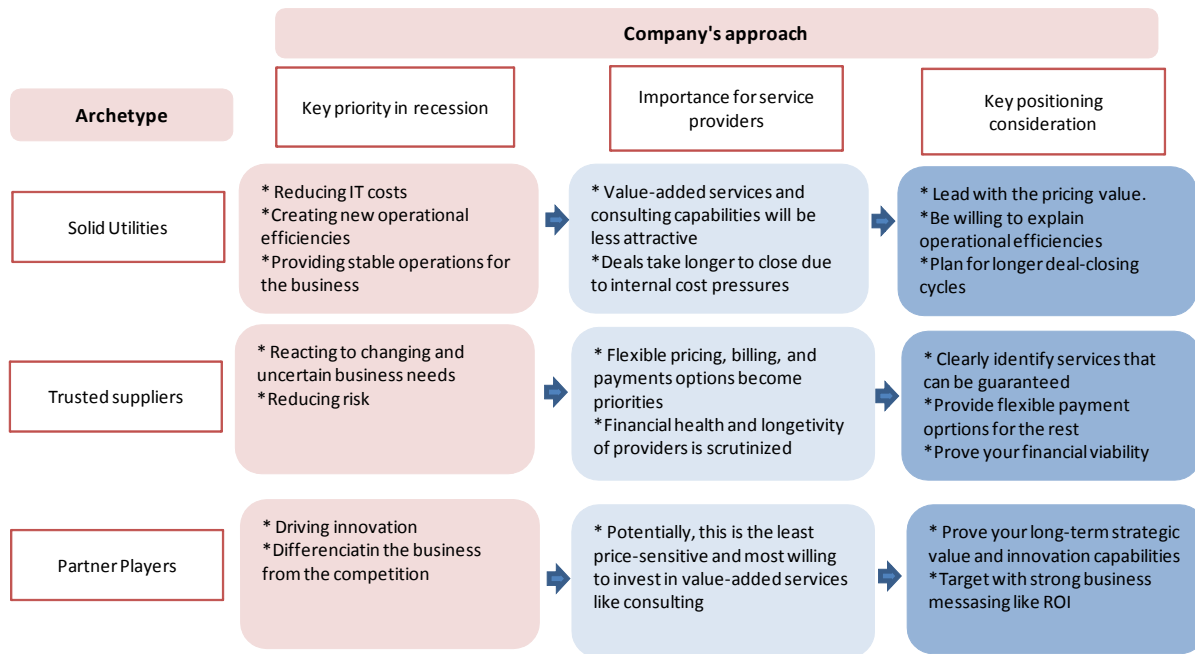 Company's approach
Archetype
Key priority in recession
Importance for service
providers
Key positioning
consideration
Solid Utilities
* Reducing IT costs
*Creating new operational
efficiencies
*Providing stable operations for
the business
* Value-added services and
consulting capabilities will be
less attractive
*Deals take longer to close due
to internal cost pressures
* Lead with the pricing value.
*Be willing to explain
operational efficiencies
*Plan for longer deal-closing
cycles
Trusted suppliers
* Reacting to changing and
uncertain business needs
*Reducing risk
* Flexible pricing, billing, and
payments options become
priorities
*Financial health and longetivity
of providers is scrutinized
* Clearly identify services that
can be guaranteed
*Provide flexible payment
oprtions for the rest
*Prove your financial viability
Partner Players
* Driving innovation
*Differenciatin the business
from the competition
* Potentially, this is the least
price-sensitive and most willing
to invest in value-added services
like consulting
* Prove your long-term strategic
value and innovation capabilities
*Target with strong business
messasing like ROI